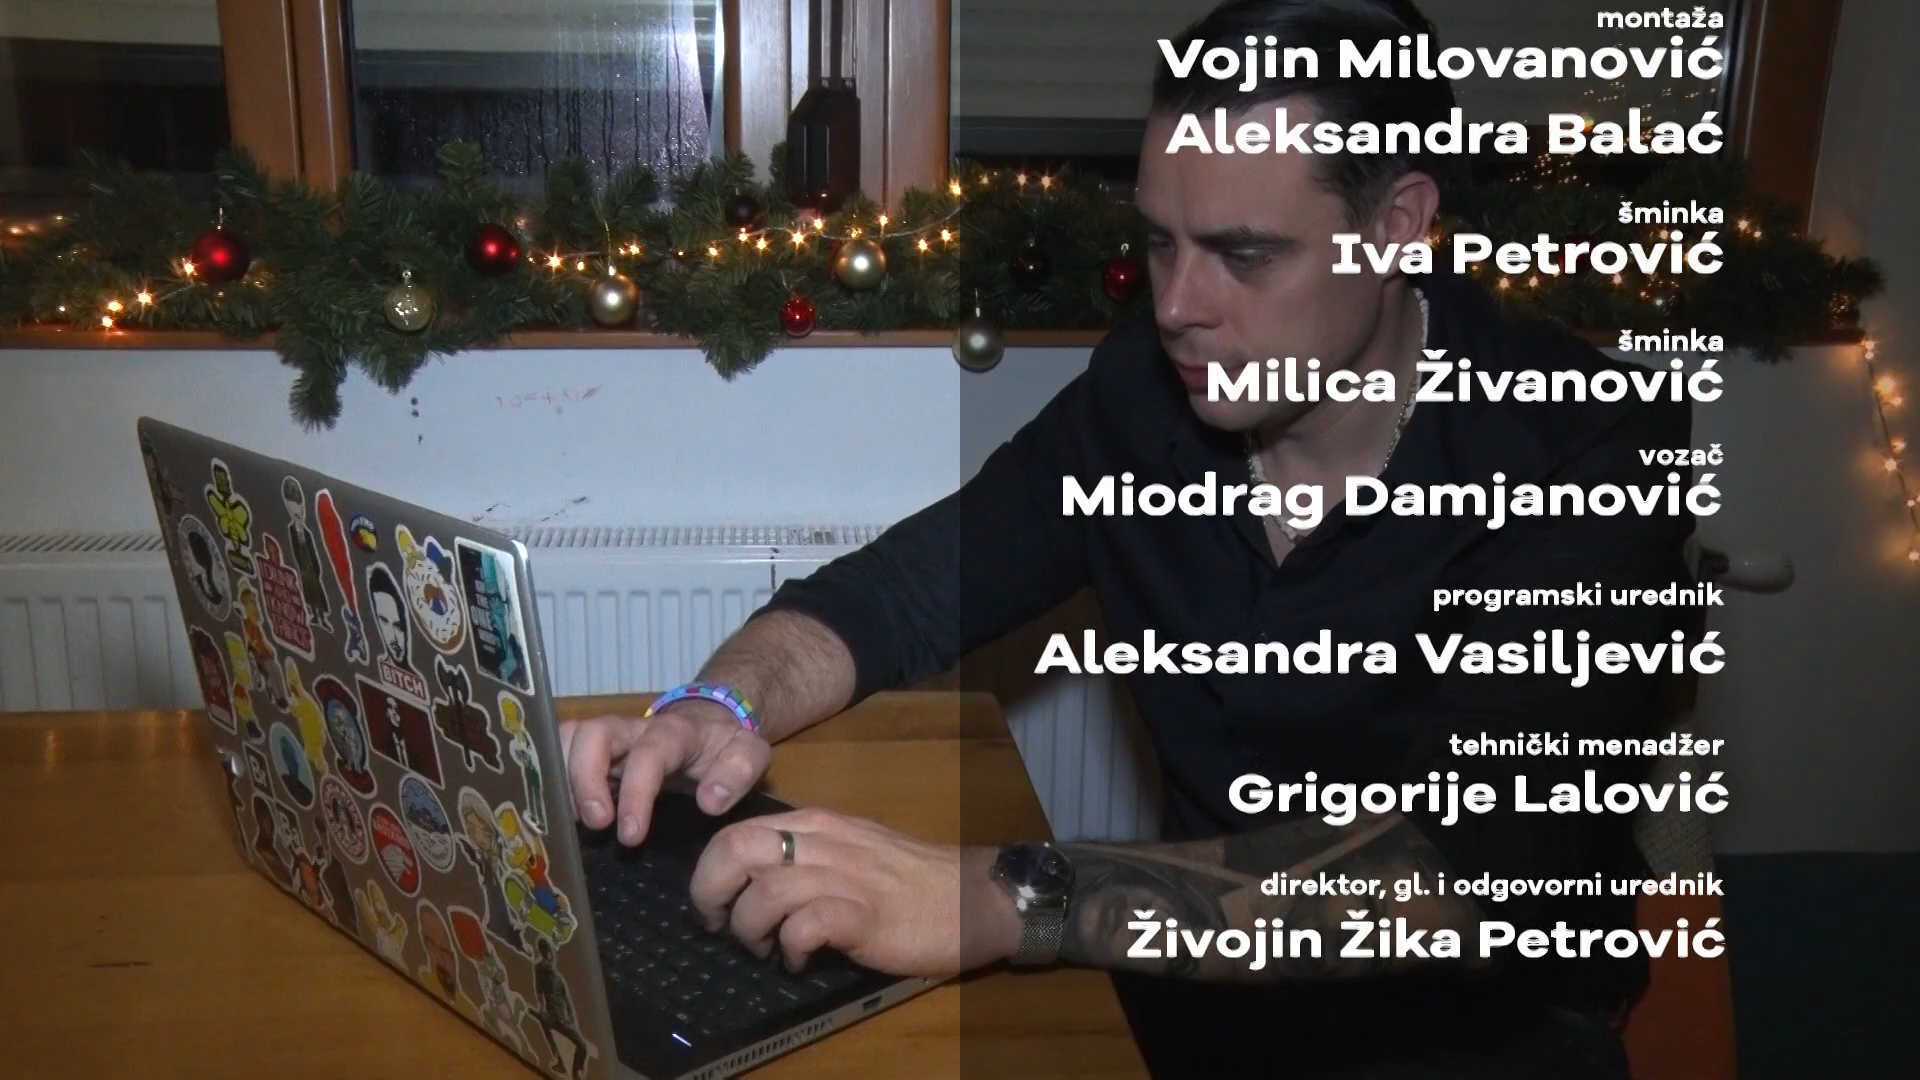 montaža
Vojin Milovanović
Aleksandra Balać
šminka
Iva Petrović
šminka
Milica Živanović
vozač
Miodrag Damjanović
programski urednik
Aleksandra Vasiljević
tehnički menadžer
Grigorije Lalović
direktor, gl. i odgovorni urednik
Živojin Žika Petrović
BITCH